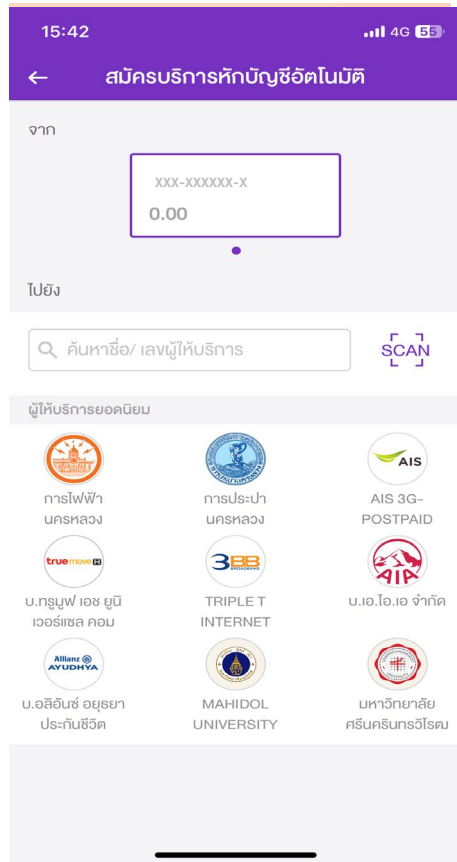 15:42
4G 55
สมัครบริการหักบัญชีอัตโนมัติ
จาก
xxx-xxxxxx-x
0.00
ไปยัง
ค้นหาชื่อ/ เลขผู้ให้บริการ
SCAN
ผู้ให้บริการยอดนิยม
AIS
การไฟฟ้า
นครหลวง
การประปา
นครหลวง
AIS 3G-
POSTPAID
true move H
3BB
BROADBAND
AIA
บ.ทรูมูฟ เอช ยูนิ
เวอร์แซล คอม
TRIPLE T
INTERNET
บ.เอ.ไอ.เอ จำกัด
Allianz
AYUDHYA
บ.อลิอันซ์ อยุธยา
ประกันชีวิต
MAHIDOL
UNIVERSITY
มหาวิทยาลัย
ศรีนครินทรวิโรฒ